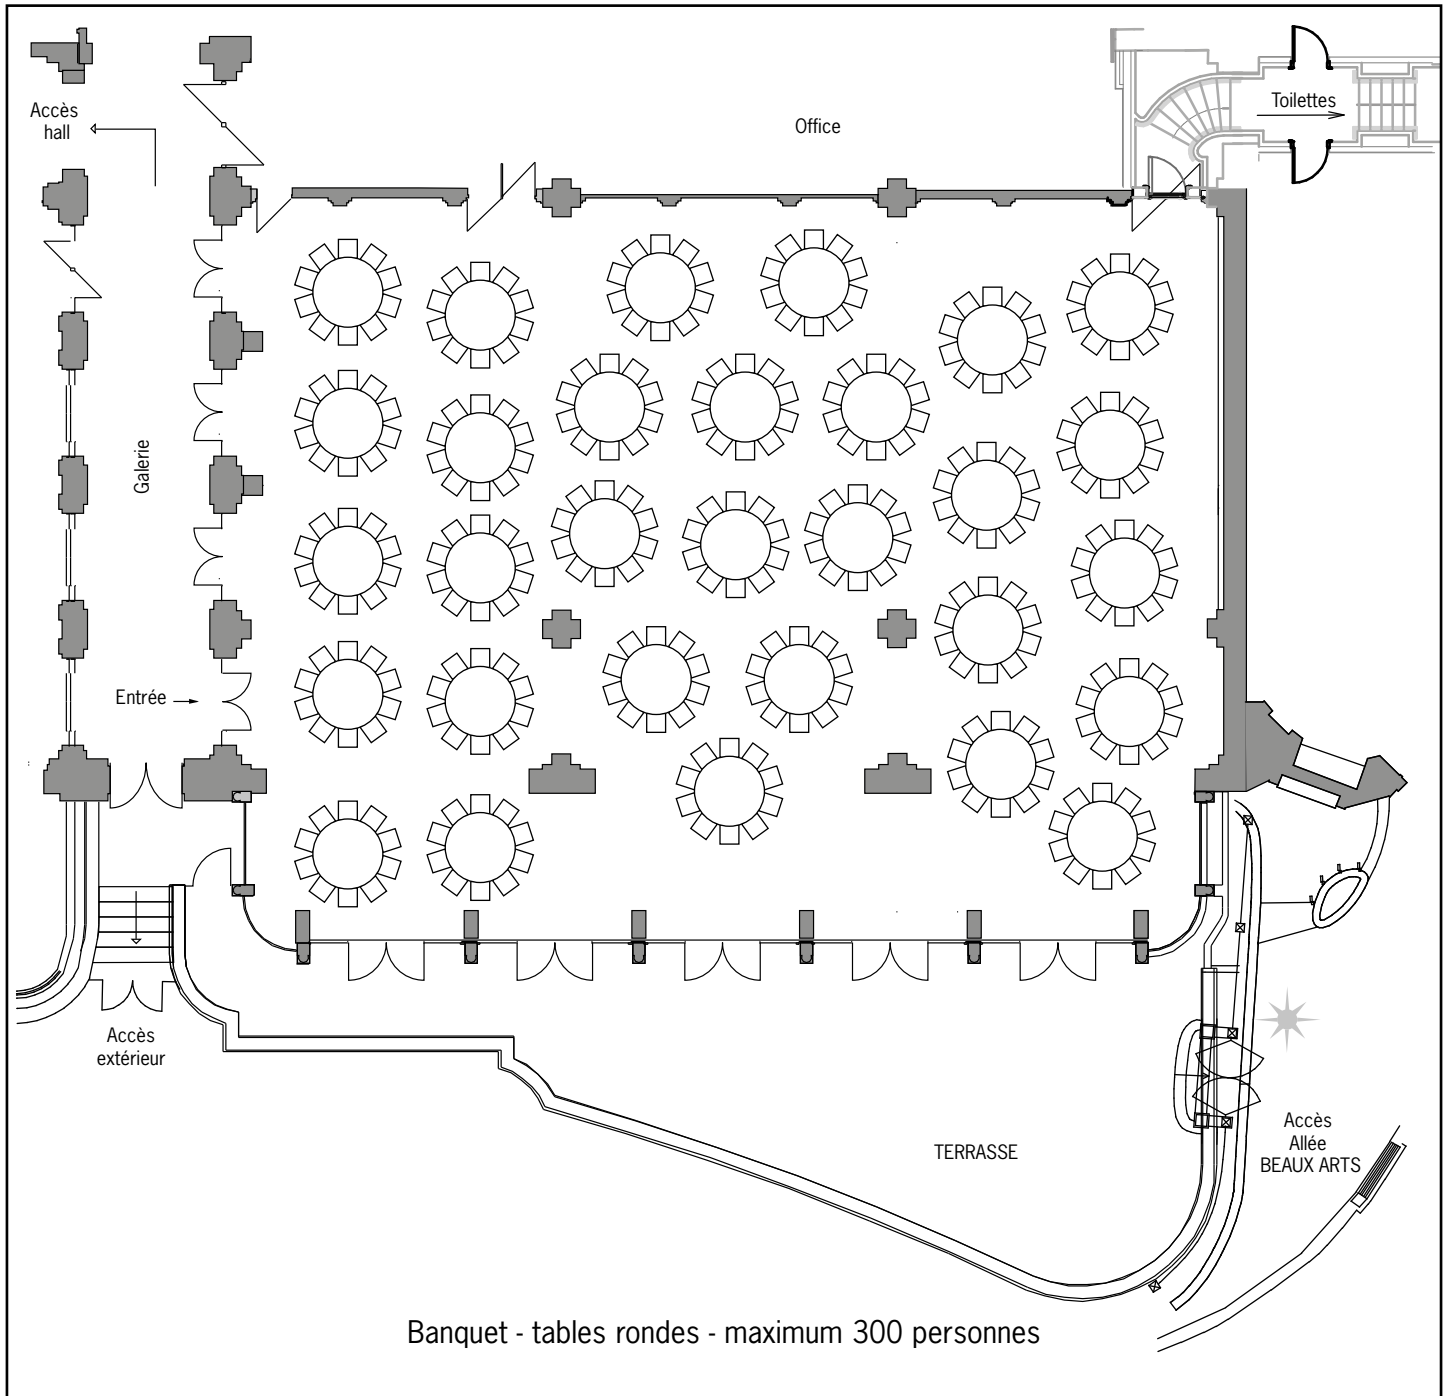 Accès
hall
Office
Toilettes
Galerie
Entrée
Accès
extérieur
TERRASSE
Accès
Allée
BEAUX ARTS
Banquet - tables rondes - maximum 300 personnes